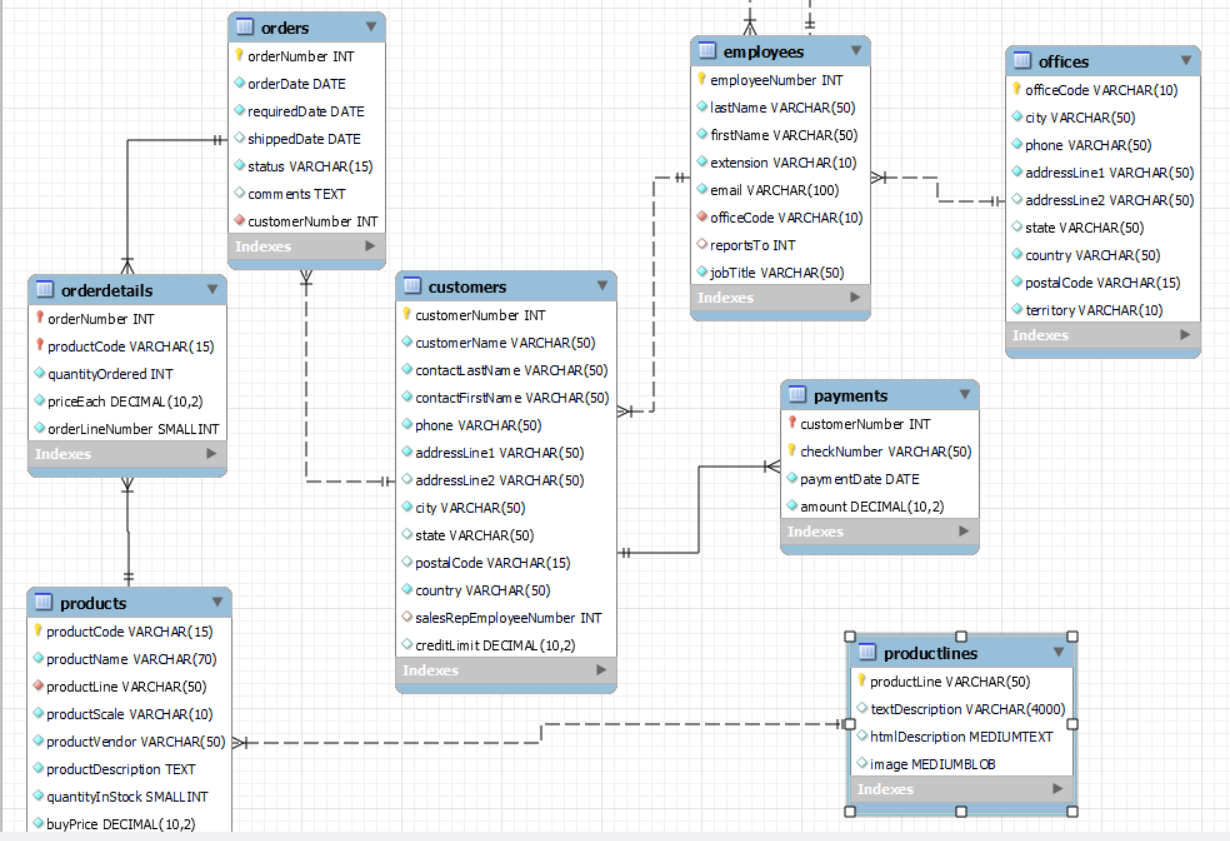 orders
orderNumber INT
orderDate DATE
requiredDate DATE
shippedDate DATE
status VARCHAR(15)
comments TEXT
customerNumber INT
Indexes
employees
employeeNumber INT
lastName VARCHAR(50)
firstName VARCHAR(50)
extension VARCHAR(10)
email VARCHAR(100)
officeCode VARCHAR(10)
reportsTo INT
jobTitle VARCHAR(50)
Indexes
offices
officeCode VARCHAR(10)
city VARCHAR(50)
phone VARCHAR(50)
addressLine1 VARCHAR(50)
addressLine2 VARCHAR(50)
state VARCHAR(50)
country VARCHAR(50)
postalCode VARCHAR(15)
territory VARCHAR(10)
Indexes
orderdetails
orderNumber INT
productCode VARCHAR(15)
quantityOrdered INT
priceEach DECIMAL(10,2)
orderLineNumber SMALLINT
Indexes
customers
customerNumber INT
customerName VARCHAR(50)
contactLastName VARCHAR(50)
contactFirstName VARCHAR(50)
phone VARCHAR(50)
addressLine1 VARCHAR(50)
addressLine2 VARCHAR(50)
city VARCHAR(50)
state VARCHAR(50)
postalCode VARCHAR(15)
country VARCHAR(50)
salesRepEmployeeNumber INT
creditLimit DECIMAL(10,2)
Indexes
payments
customerNumber INT
checkNumber VARCHAR(50)
paymentDate DATE
amount DECIMAL(10,2)
Indexes
products
productCode VARCHAR(15)
productName VARCHAR(70)
productLine VARCHAR(50)
productScale VARCHAR(10)
productVendor VARCHAR(50)
productDescription TEXT
quantityInStock SMALLINT
buyPrice DECIMAL(10,2)
productlines
productLine VARCHAR(50)
textDescription VARCHAR(4000)
htmlDescription MEDIUMTEXT
image MEDIUMBLOB
Indexes